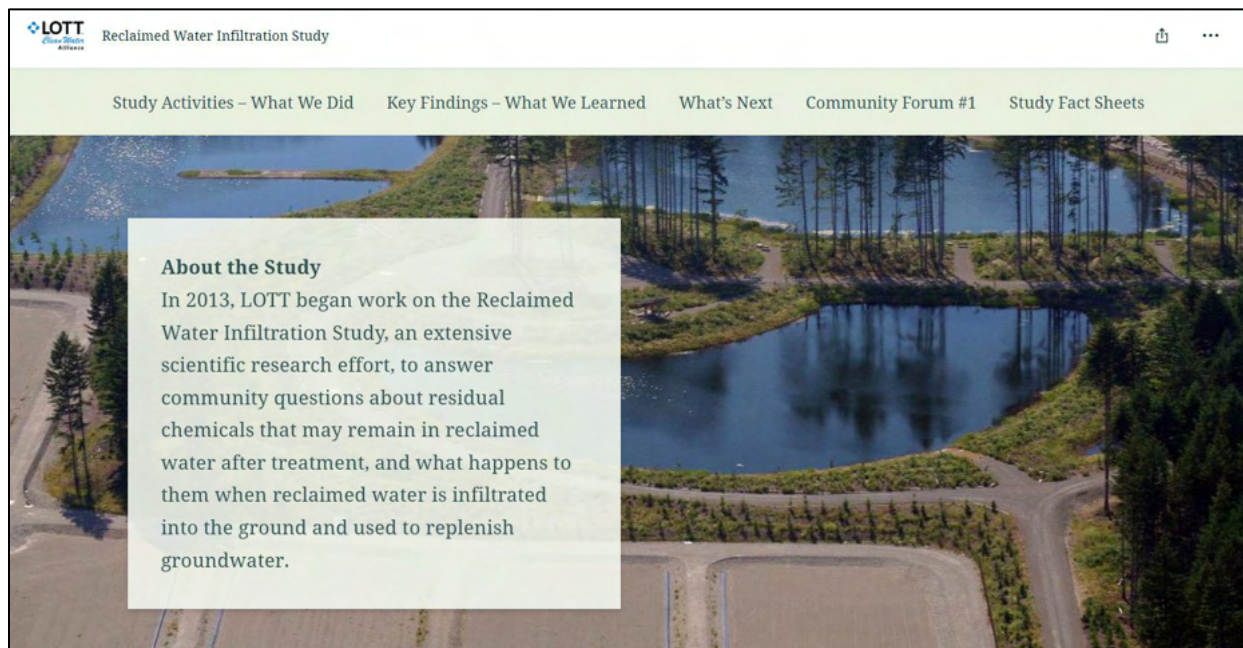 LOTT
Clean Water
Alliance
Reclaimed Water Infiltration Study
Study Activities – What We Did
Key Findings – What We Learned
What's Next
Community Forum #1
Study Fact Sheets
About the Study
In 2013, LOTT began work on the Reclaimed
Water Infiltration Study, an extensive
scientific research effort, to answer
community questions about residual
chemicals that may remain in reclaimed
water after treatment, and what happens to
them when reclaimed water is infiltrated
into the ground and used to replenish
groundwater.